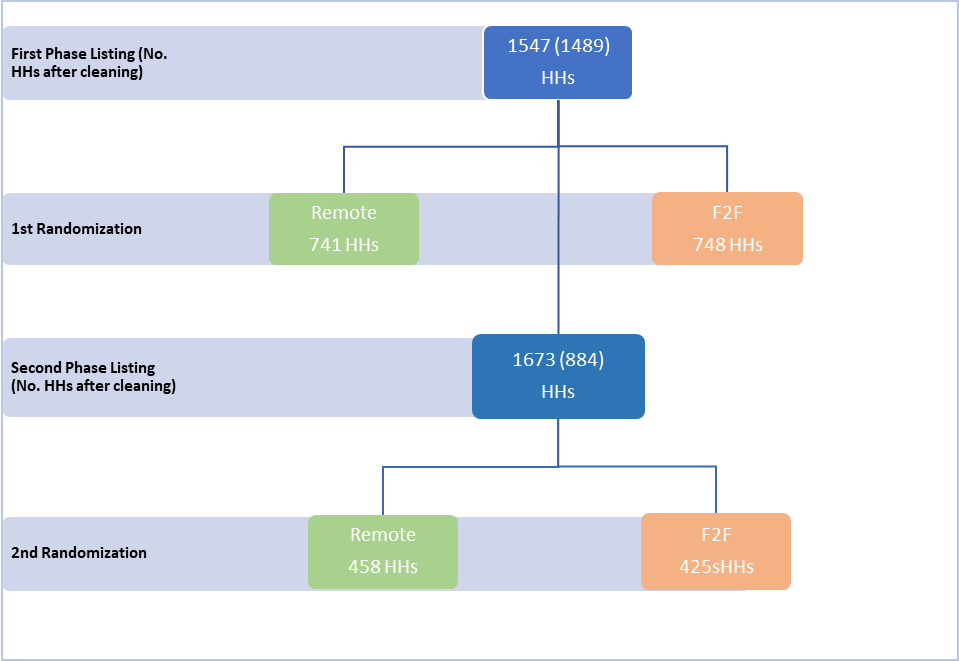 First Phase Listing (No.
HHs after cleaning)
1547 (1489)
HHs
1st Randomization
Remote
741 HHs
F2F
748 HHs
Second Phase Listing
(No. HHs after cleaning)
1673 (884)
HHs
2nd Randomization
Remote
458 HHs
F2F
425sHHs